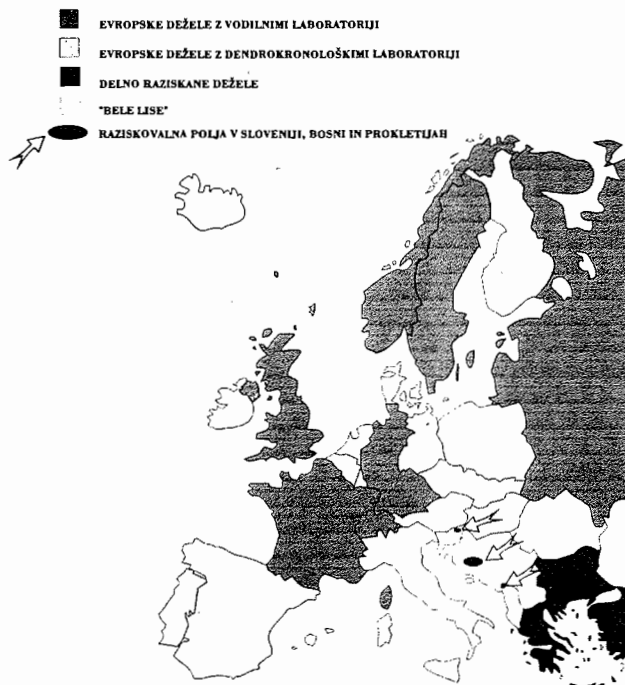 EVROPSKE DEŽELE Z VODILNIMI LABORATORIJI
EVROPSKE DEŽELE Z DENDROKRONOLOŠKIMI LABORATORIJI
DELNO RAZISKANE DEŽELE
"BELE LISE"
RAZISKOVALNA POLJA V SLOVENIJI, BOSNI IN PROKLETIJAH